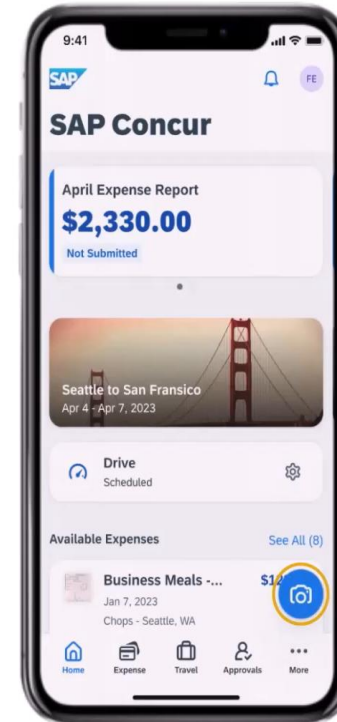 9:41
SAP
FE
SAP Concur
April Expense Report
$2,330.00
Not Submitted
Seattle to San Fransico
Apr 4 - Apr 7, 2023
Drive
Scheduled
Available Expenses
See All (8)
Business Meals -...
Jan 7, 2023
Chops - Seattle, WA
Home
Expense
Travel
Approvals
More